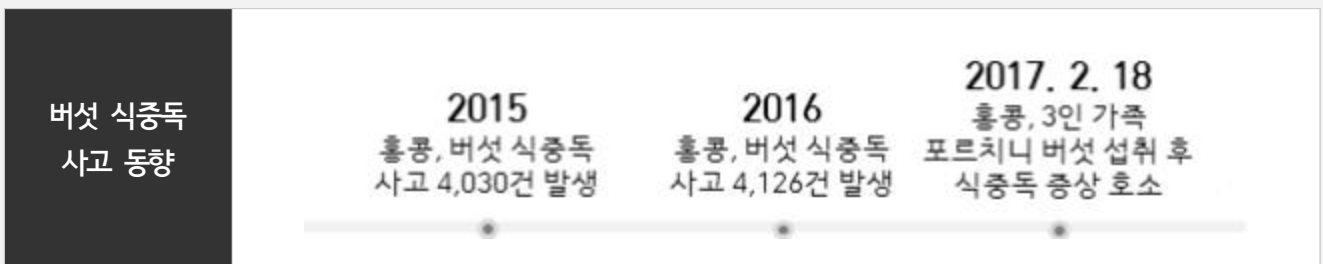 버섯 식중독
사고 동향
2015
홍콩, 버섯 식중독
사고 4,030건 발생
2016
홍콩, 버섯 식중독
사고 4,126건 발생
2017. 2. 18
홍콩, 3인 가족
포르치니 버섯 섭취 후
식중독 증상 호소